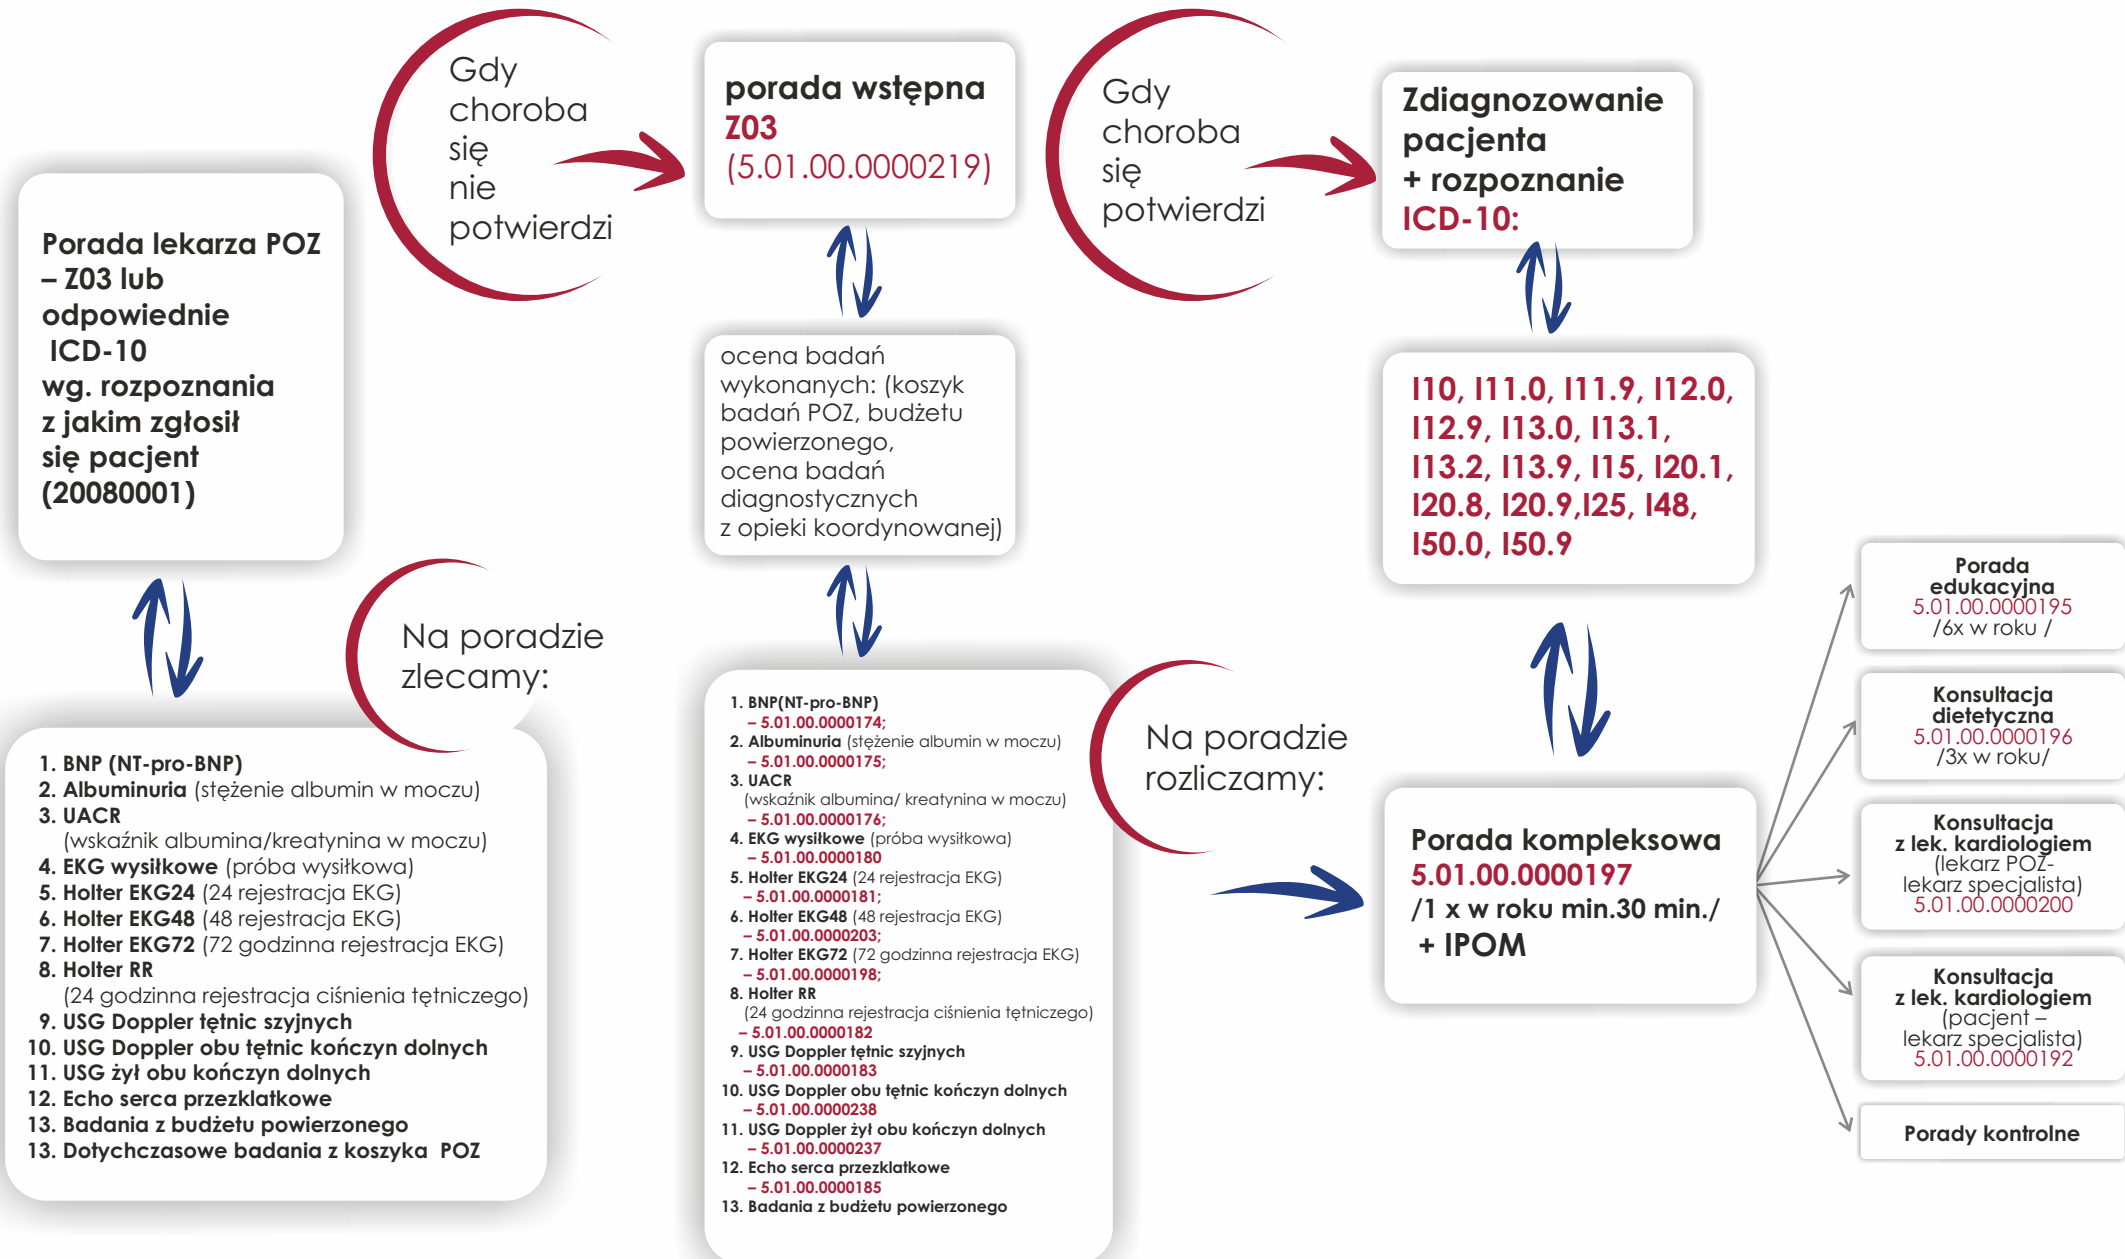 Porada lekarza POZ
– Z03 lub
odpowiednie
ICD-10
wg. rozpoznania
z jakim zgłosił
się pacjent
(20080001)
Na poradzie
zlecamy:
1. BNP (NT-pro-BNP)
2. Albuminuria (stężenie albumin w moczu)
3. UACR
(wskaźnik albumina/kreatynina w moczu)
4. EKG wysiłkowe (próba wysiłkowa)
5. Holter EKG24 (24 rejestracja EKG)
6. Holter EKG48 (48 rejestracja EKG)
7. Holter EKG72 (72 godzinna rejestracja EKG)
8. Holter RR
(24 godzinna rejestracja ciśnienia tętniczego)
9. USG Doppler tętnic szyjnych
10. USG Doppler obu tętnic kończyn dolnych
11. USG żył obu kończyn dolnych
12. Echo serca przezklatkowe
13. Badania z budżetu powierzonego
13. Dotychczasowe badania z koszyka POZ
Gdy
choroba
się
nie
potwierdzi
porada wstępna
Z03
(5.01.00.0000219)
ocena badań
wykonanych: (koszyk
badań POZ, budżetu
powierzonego,
ocena badań
diagnostycznych
z opieki koordynowanej)
1. BNP(NT-pro-BNP)
– 5.01.00.0000174;
2. Albuminuria (stężenie albumin w moczu)
– 5.01.00.0000175;
3. UACR
(wskaźnik albumina/ kreatynina w moczu)
– 5.01.00.0000176;
4. EKG wysiłkowe (próba wysiłkowa)
– 5.01.00.0000180
5. Holter EKG24 (24 rejestracja EKG)
– 5.01.00.0000181;
6. Holter EKG48 (48 rejestracja EKG)
– 5.01.00.0000203;
7. Holter EKG72 (72 godzinna rejestracja EKG)
– 5.01.00.0000198;
8. Holter RR
(24 godzinna rejestracja ciśnienia tętniczego)
– 5.01.00.0000182
9. USG Doppler tętnic szyjnych
– 5.01.00.0000183
10. USG Doppler obu tętnic kończyn dolnych
– 5.01.00.0000238
11. USG Doppler żył obu kończyn dolnych
– 5.01.00.0000237
12. Echo serca przezklatkowe
– 5.01.00.0000185
13. Badania z budżetu powierzonego
Gdy
choroba
się
potwierdzi
Zdiagnozowanie
pacjenta
+ rozpoznanie
ICD-10:
I10, I11.0, I11.9, I12.0,
I12.9, I13.0, I13.1,
I13.2, I13.9, I15, I20.1,
I20.8, I20.9,I25, I48,
I50.0, I50.9
Na poradzie
rozliczamy:
Porada kompleksowa
5.01.00.0000197
/1 x w roku min.30 min./
+ IPOM
Porada
edukacyjna
5.01.00.0000195
/6x w roku /
Konsultacja
dietetyczna
5.01.00.0000196
/3x w roku/
Konsultacja
z lek. kardiologiem
(lekarz POZ-
lekarz specjalista)
5.01.00.0000200
Konsultacja
z lek. kardiologiem
(pacjent –
lekarz specjalista)
5.01.00.0000192
Porady kontrolne